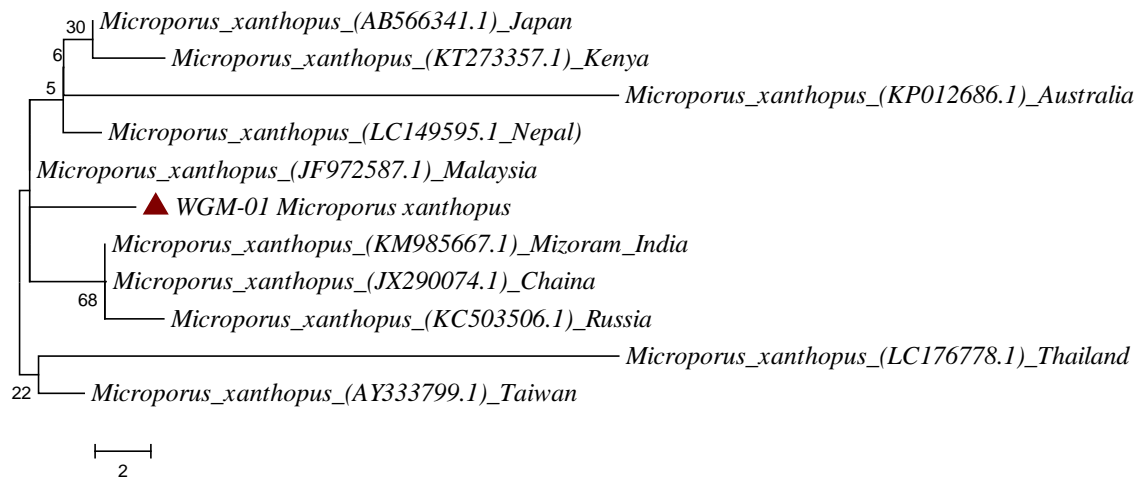 Microporus_xanthopus_(AB566341.1)_Japan
30
Microporus_xanthopus_(KT273357.1)_Kenya
6
Microporus_xanthopus_(KP012686.1)_Australia
5
Microporus_xanthopus_(LC149595.1_Nepal)
Microporus_xanthopus_(JF972587.1)_Malaysia
WGM-01 Microporus xanthopus
Microporus_xanthopus_(KM985667.1)_Mizoram_India
Microporus_xanthopus_(JX290074.1)_Chaina
68
Microporus_xanthopus_(KC503506.1)_Russia
Microporus_xanthopus_(LC176778.1)_Thailand
22
Microporus_xanthopus_(AY333799.1)_Taiwan
2